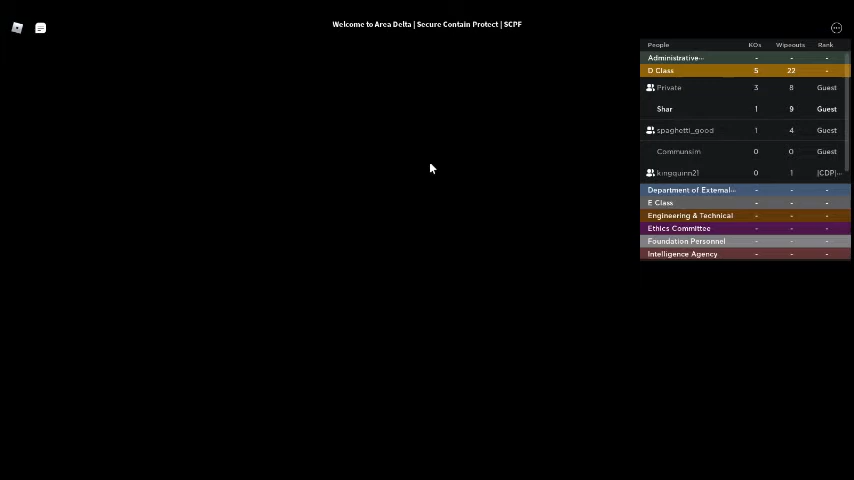 Welcome to Area Delta | Secure Contain Protect | SCPF
People KOs Wipeouts Rank
Administrative... - - -
D Class 5 22 -
Private 3 8 Guest
Shar 1 9 Guest
spaghetti_good 1 4 Guest
Communsim 0 0 Guest
kingquinn21 0 1 [CDP]...
Department of External... - - -
E Class - - -
Engineering & Technical - - -
Ethics Committee - - -
Foundation Personnel - - -
Intelligence Agency - - -